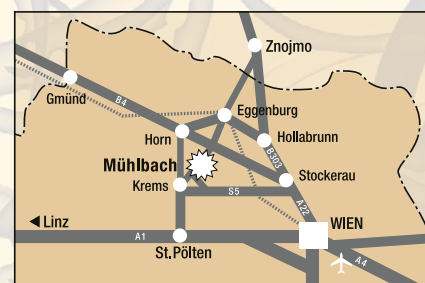 Znojmo
Gmünd
B4
Eggenburg
Horn
Hollabrunn
B303
Mühlbach
Krems
Stockerau
S5
A22
Linz
WIEN
A1
St.Pölten
A4